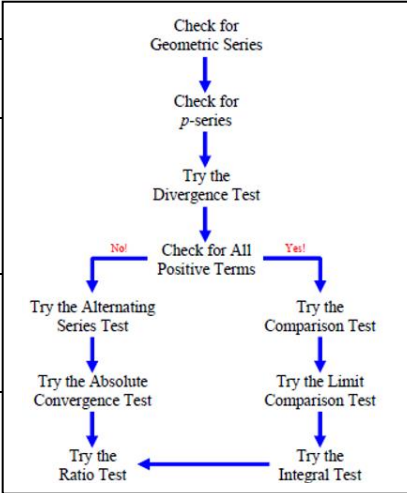 Check for
Geometric Series
Check for
p-series
Try the
Divergence Test
No!
Check for All
Positive Terms
Yes!
Try the Alternating
Series Test
Try the Absolute
Convergence Test
Try the
Ratio Test
Try the
Comparison Test
Try the Limit
Comparison Test
Try the
Integral Test